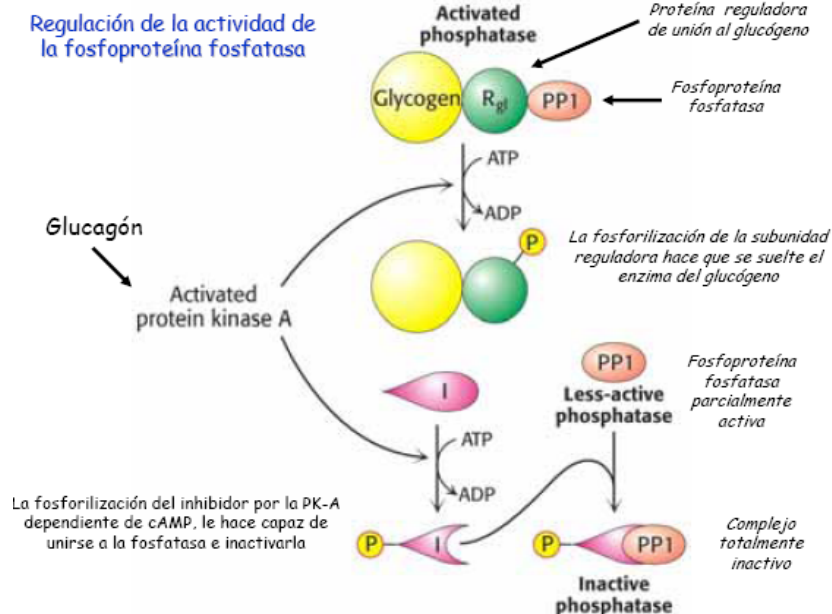 Regulación de la actividad de
la fosfoproteína fosfatasa
Activated
phosphatase
Proteína reguladora
de unión al glucógeno
Glycogen
Rgl
PP1
Fosfoproteína
fosfatasa
ATP
ADP
Glucagón
P
La fosforilización de la subunidad
reguladora hace que se suelte el
enzima del glucógeno
Activated
protein kinase A
I
PP1
Less-active
phosphatase
Fosfoproteína
fosfatasa
parcialmente
activa
ATP
ADP
La fosforilización del inhibidor por la PK-A
dependiente de cAMP, le hace capaz de
unirse a la fosfatasa e inactivarla
P
I
P
PP1
Complejo
totalmente
inactivo
Inactive
phosphatase